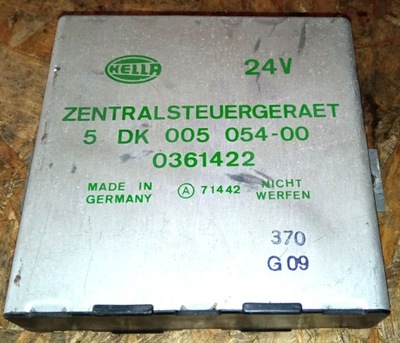 HELLA 24V
ZENTRALSTEUERGERAET
5 DK 005 054-00
0361422
MADE IN GERMANY
A 71442
NICHT WERFEN
370
G 09